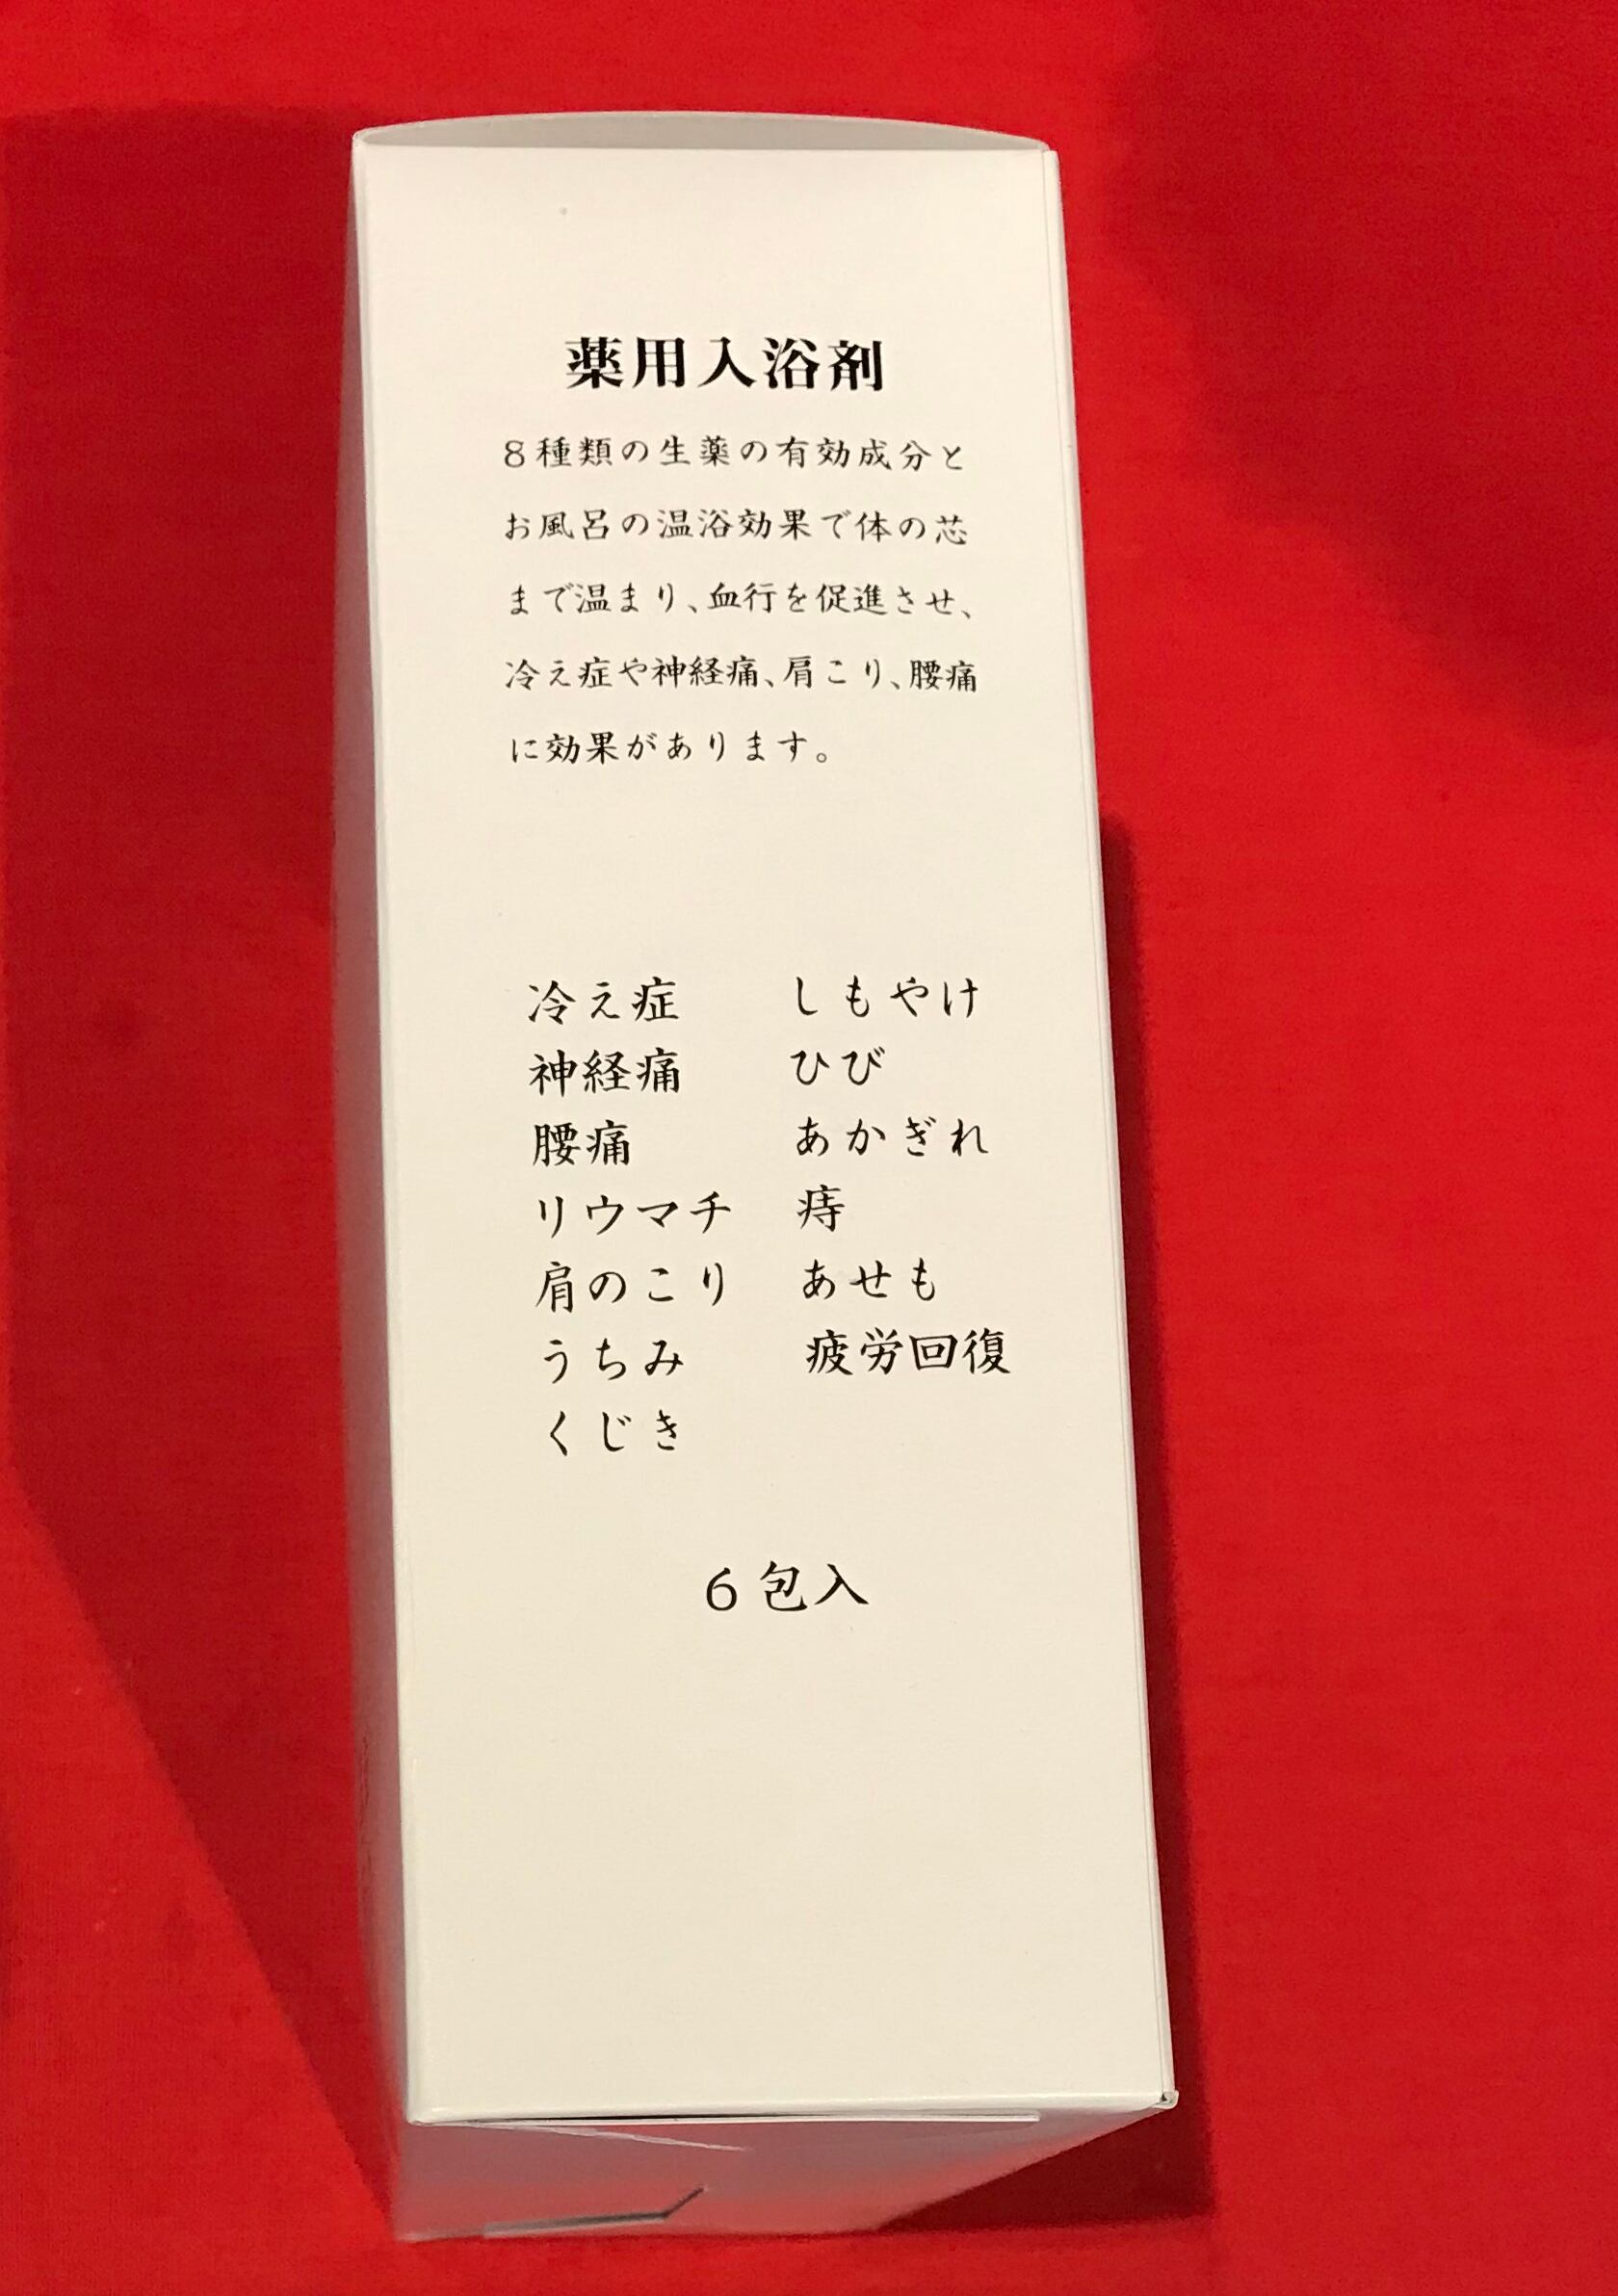 薬用入浴剤
8種類の生薬の有効成分と
お風呂の温浴効果で体の芯
まで温まり、血行を促進させ、
冷え症や神経痛、肩こり、腰痛
に効果があります。
冷え症
神経痛
腰痛
リウマチ
肩のこり
うちみ
くじき
しもやけ
ひび
あかぎれ
痔
あせも
疲労回復
6包入